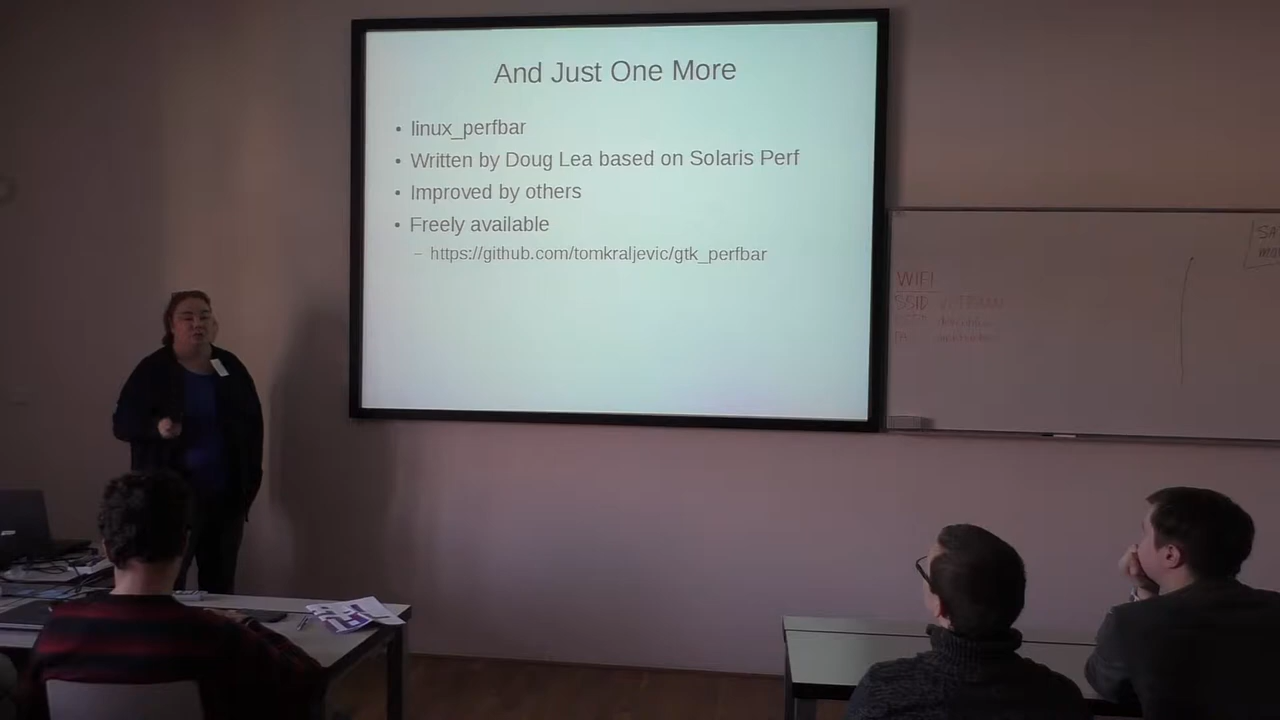 And Just One More
• linux_perfbar
• Written by Doug Lea based on Solaris Perf
• Improved by others
• Freely available
– https://github.com/tomkraljevic/gtk_perfbar
WIFI
SSID
SA